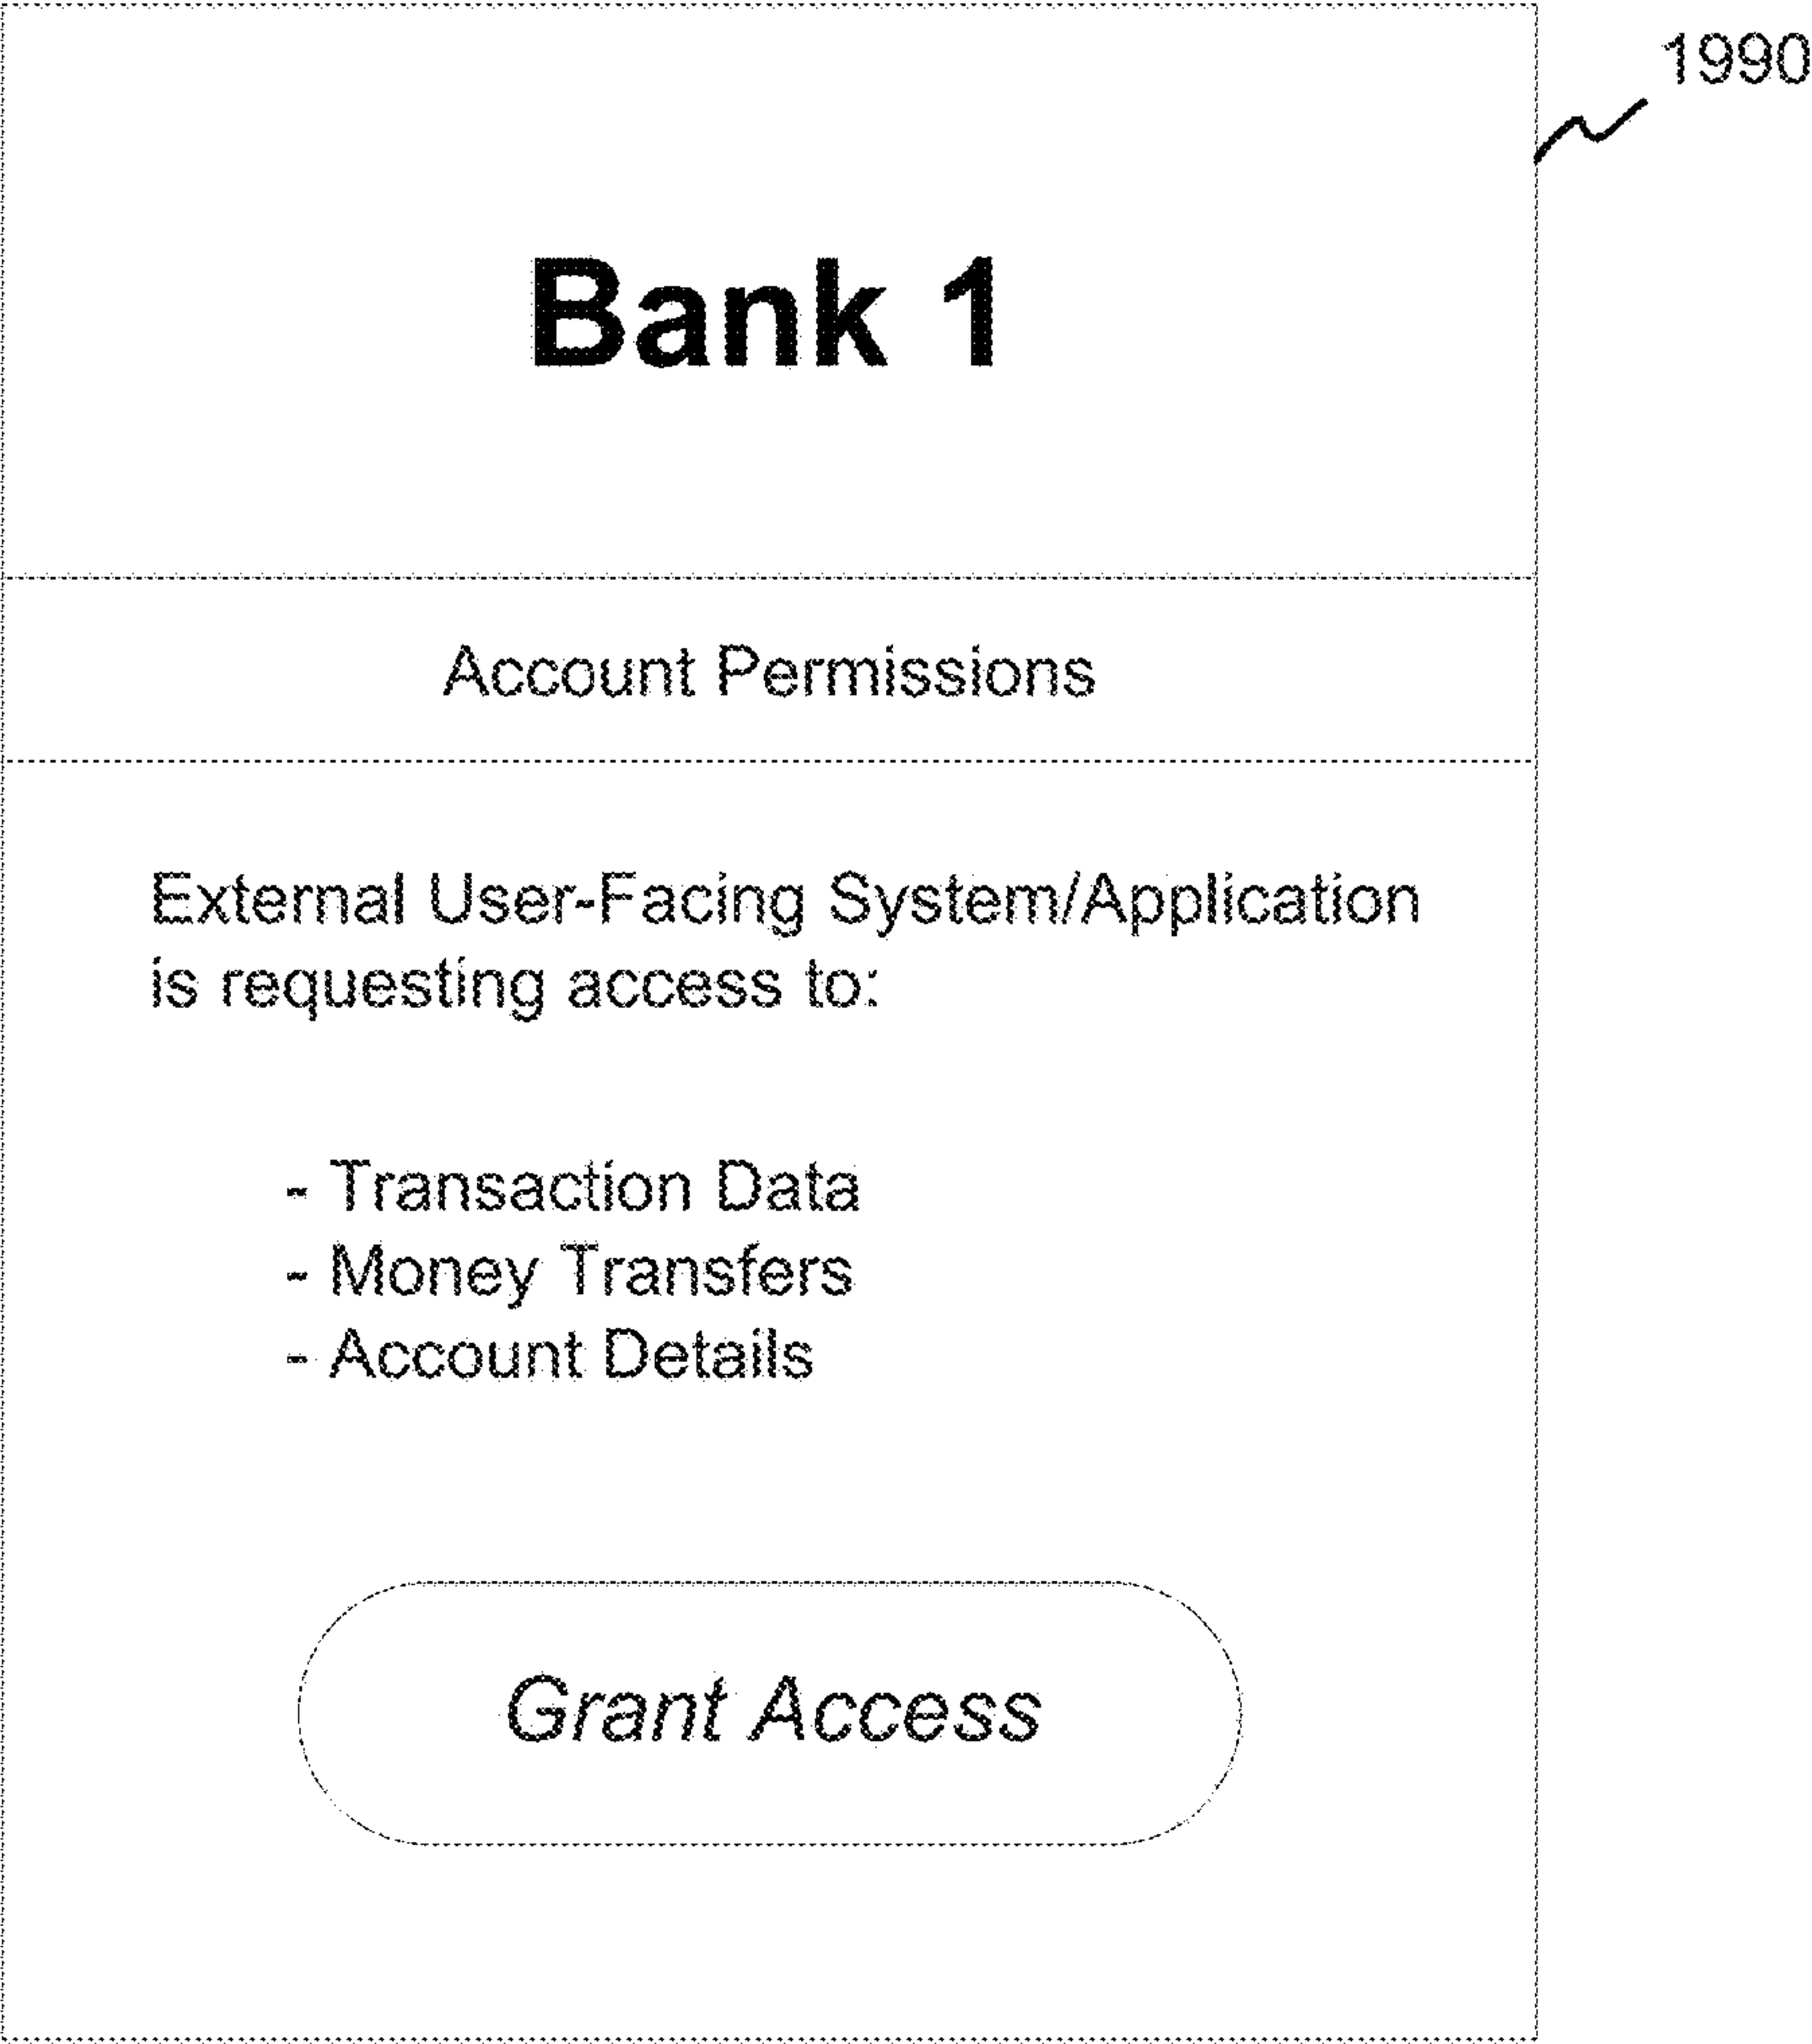 1990
Bank 1
Account Permissions
External User-Facing System/Application
is requesting access to:
- Transaction Data
- Money Transfers
- Account Details
Grant Access